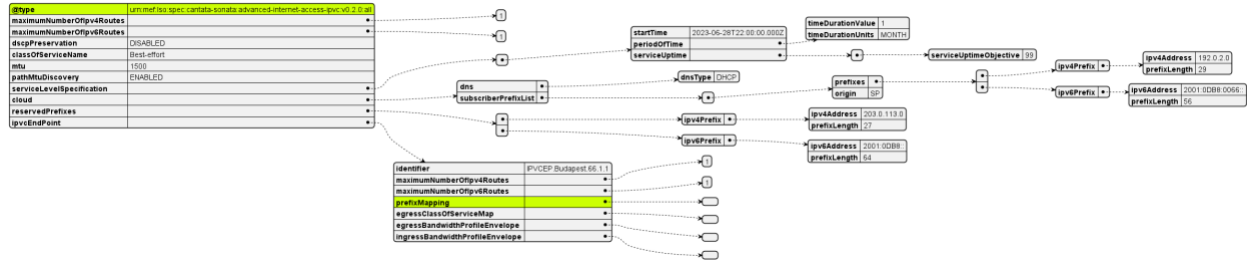 @type urn:mef:lso:spec:cantata-sonata:advanced-internet-access-ipvc:v0.2.0:all
maximumNumberOfIpv4Routes
maximumNumberOfIpv6Routes
dscpPreservation DISABLED
classOfServiceName Best-effort
mtu 1500
pathMtuDiscovery ENABLED
serviceLevelSpecification
cloud
reservedPrefixes
ipvcEndPoint
1
1
startTime 2023-06-28T22:00:00.000Z
periodOfTime
serviceUptime
timeDurationValue 1
timeDurationUnits MONTH
serviceUptimeObjective 99
dns
subscriberPrefixList
dnsType DHCP
prefixes
origin SP
ipv4Prefix
ipv4Address 192.0.2.0
prefixLength 29
ipv6Prefix
ipv6Address 2001:0DB8:0066::
prefixLength 56
ipv4Prefix
ipv4Address 203.0.113.0
prefixLength 27
ipv6Prefix
ipv6Address 2001:0DB8::
prefixLength 64
identifier IPVCEP.Budapest.66.1.1
maximumNumberOfIpv4Routes
maximumNumberOfIpv6Routes
prefixMapping
egressClassOfServiceMap
egressBandwidthProfileEnvelope
ingressBandwidthProfileEnvelope
1
1